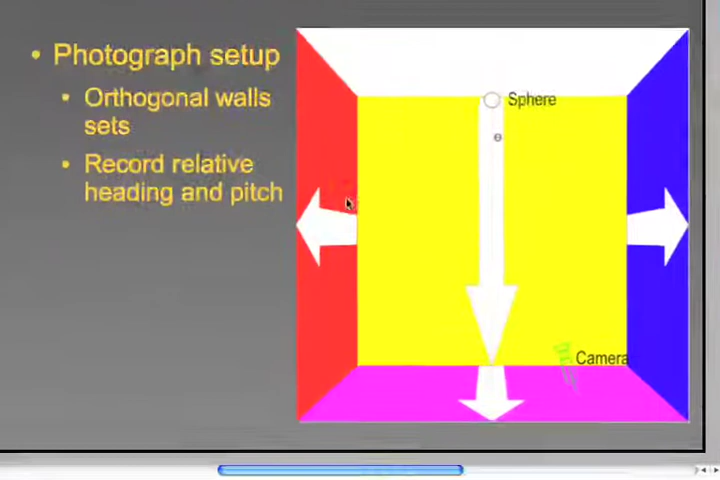 • Photograph setup
• Orthogonal walls
sets
• Record relative
heading and pitch
Sphere
Camera